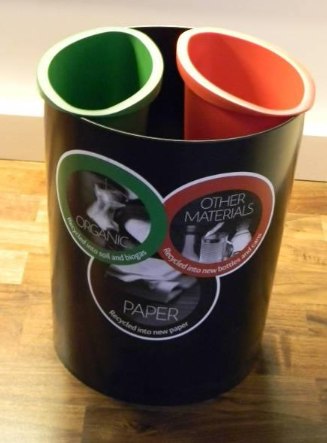 ORGANIC
Recycled into soil and biogas
OTHER
MATERIALS
Recycled into new bottles and cans
PAPER
Recycled into new paper